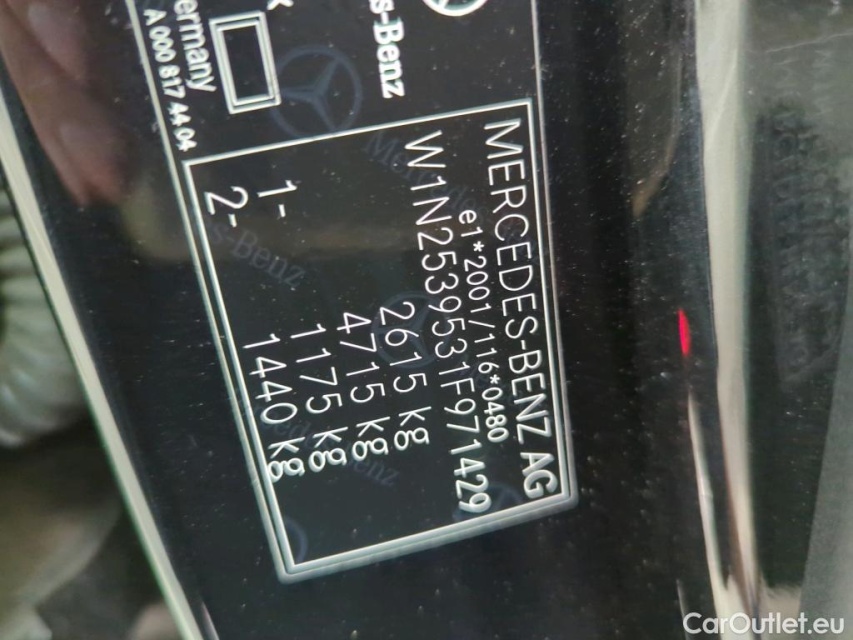 s-Benz
K
ermany
A 000 817 44 04
MERCEDES-BENZ AG
e1*2001/116*0480
W1N2539531F971429
2615 kg
4715 kg
1- 1175 kg
2- 1440 kg
CarOutlet.eu